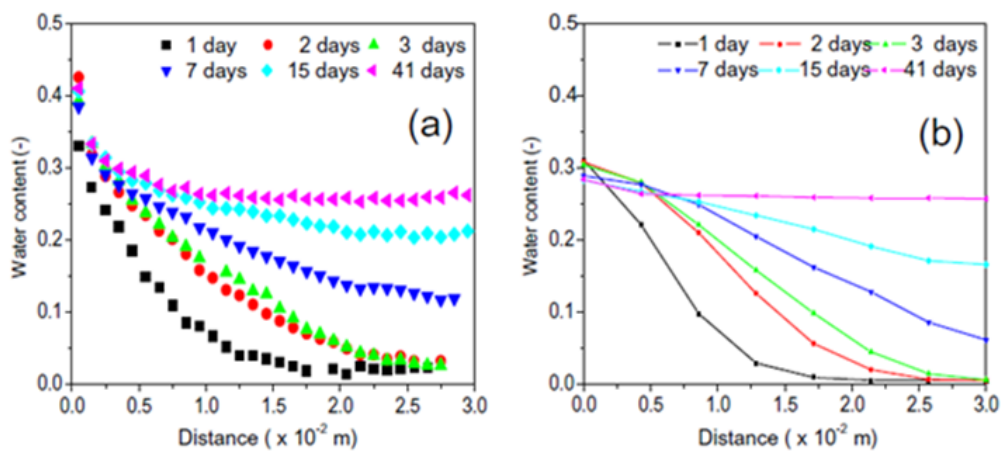 (a)
1 day 2 days 3 days
7 days 15 days 41 days
Water content (-)
0.5
0.4
0.3
0.2
0.1
0.0
0.0 0.5 1.0 1.5 2.0 2.5 3.0
Distance ( x 10⁻² m)
(b)
1 day 2 days 3 days
7 days 15 days 41 days
Water content (-)
0.5
0.4
0.3
0.2
0.1
0.0
0.0 0.5 1.0 1.5 2.0 2.5 3.0
Distance ( x 10⁻² m)